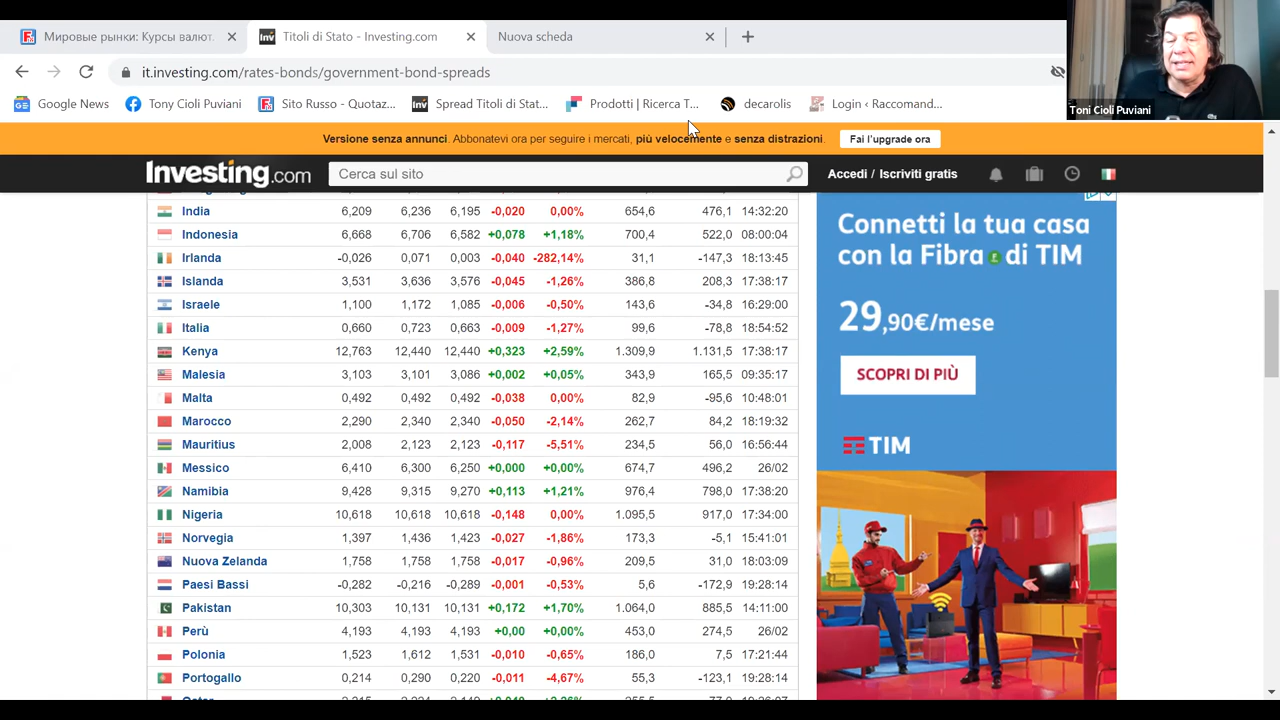 Мировые рынки: Курсы валют.
Titoli di Stato - Investing.com
Nuova scheda
it.investing.com/rates-bonds/government-bond-spreads
Toni Cioli Puviani
Google News
Tony Cioli Puviani
Sito Russo - Quotaz...
Spread Titoli di Stat...
Prodotti | Ricerca T...
decarolis
Login ‹ Raccomand...
Versione senza annunci. Abbonatevi ora per seguire i mercati, più velocemente e senza distrazioni.
Fai l'upgrade ora
Investing.com
Cerca sul sito
Accedi / Iscriviti gratis
India 6,209 6,236 6,195 -0,020 0,00% 654,6 476,1 14:32:20
Indonesia 6,665 6,706 6,582 +0,078 +1,18% 700,4 522,0 08:00:04
Irlanda -0,026 0,071 0,003 -0,040 -282,14% 31,1 -147,3 18:13:45
Islanda 3,531 3,636 3,576 -0,045 -1,26% 386,8 208,3 17:38:17
Israele 1,100 1,172 1,085 -0,006 -0,50% 143,6 -34,8 16:29:00
Italia 0,660 0,723 0,663 -0,009 -1,27% 99,6 -78,8 18:54:52
Kenya 12,763 12,440 12,440 +0,323 +2,59% 1.309,9 1.131,5 17:38:17
Malesia 3,103 3,101 3,086 +0,002 +0,05% 343,9 165,5 09:35:17
Malta 0,492 0,492 0,492 -0,038 0,00% 82,9 -95,6 10:48:01
Marocco 2,290 2,340 2,340 -0,050 -2,14% 262,7 84,2 18:19:32
Mauritius 2,008 2,123 2,123 -0,117 -5,51% 234,5 56,0 16:56:44
Messico 6,410 6,300 6,250 +0,000 +0,00% 674,7 496,2 26/02
Namibia 9,428 9,315 9,270 +0,113 +1,21% 976,4 798,0 17:38:20
Nigeria 10,618 10,618 10,618 -0,148 0,00% 1.095,5 917,0 17:34:00
Norvegia 1,397 1,436 1,423 -0,027 -1,86% 173,3 -5,1 15:41:01
Nuova Zelanda 1,758 1,758 1,758 -0,017 -0,96% 209,5 31,0 18:03:09
Paesi Bassi -0,282 -0,216 -0,289 -0,001 -0,53% 5,6 -172,9 19:28:14
Pakistan 10,303 10,131 10,131 +0,172 +1,70% 1.064,0 885,5 14:11:00
Perù 4,193 4,193 4,193 +0,00 +0,00% 453,0 274,5 26/02
Polonia 1,523 1,612 1,531 -0,010 -0,65% 186,0 7,5 17:21:44
Portogallo 0,214 0,290 0,220 -0,011 -4,67% 55,3 -123,1 19:28:14
Connetti la tua casa
con la Fibra di TIM
29,90€/mese
SCOPRI DI PIÙ
TIM